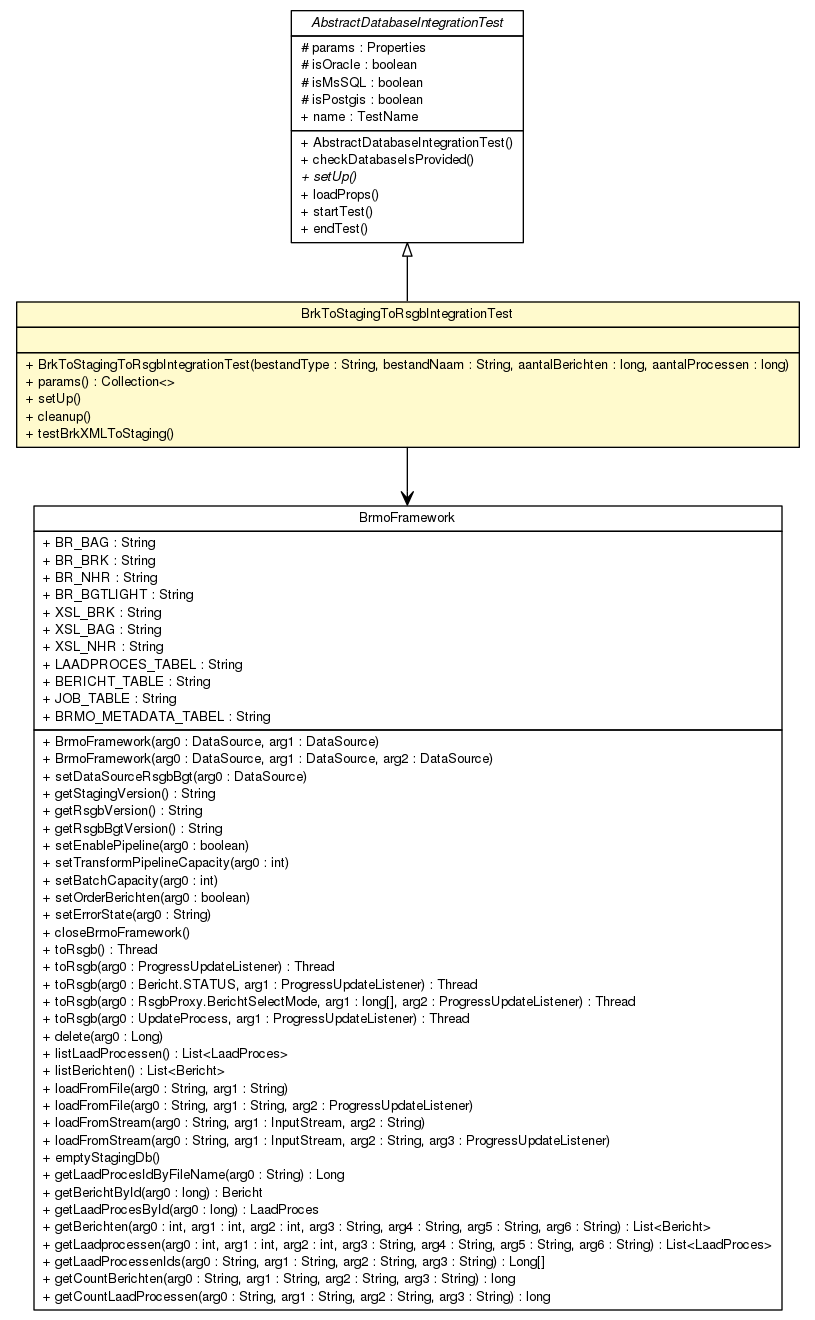 AbstractDatabaseIntegrationTest
# params : Properties
# isOracle : boolean
# isMsSQL : boolean
# isPostgis : boolean
+ name : TestName
+ AbstractDatabaseIntegrationTest()
+ checkDatabaseIsProvided()
+ setUp()
+ loadProps()
+ startTest()
+ endTest()
BrkToStagingToRsgbIntegrationTest
+ BrkToStagingToRsgbIntegrationTest(bestandType : String, bestandNaam : String, aantalBerichten : long, aantalProcessen : long)
+ params() : Collection<>
+ setUp()
+ cleanup()
+ testBrkXMLToStaging()
BrmoFramework
+ BR_BAG : String
+ BR_BRK : String
+ BR_NHR : String
+ BR_BGTLIGHT : String
+ XSL_BRK : String
+ XSL_BAG : String
+ XSL_NHR : String
+ LAADPROCES_TABEL : String
+ BERICHT_TABLE : String
+ JOB_TABLE : String
+ BRMO_METADATA_TABEL : String
+ BrmoFramework(arg0 : DataSource, arg1 : DataSource)
+ BrmoFramework(arg0 : DataSource, arg1 : DataSource, arg2 : DataSource)
+ setDataSourceRsgbBgt(arg0 : DataSource)
+ getStagingVersion() : String
+ getRsgbVersion() : String
+ getRsgbBgtVersion() : String
+ setEnablePipeline(arg0 : boolean)
+ setTransformPipelineCapacity(arg0 : int)
+ setBatchCapacity(arg0 : int)
+ setOrderBerichten(arg0 : boolean)
+ setErrorState(arg0 : String)
+ closeBrmoFramework()
+ toRsgb() : Thread
+ toRsgb(arg0 : ProgressUpdateListener) : Thread
+ toRsgb(arg0 : Bericht.STATUS, arg1 : ProgressUpdateListener) : Thread
+ toRsgb(arg0 : RsgbProxy.BerichtSelectMode, arg1 : long[], arg2 : ProgressUpdateListener) : Thread
+ toRsgb(arg0 : UpdateProcess, arg1 : ProgressUpdateListener) : Thread
+ delete(arg0 : Long)
+ listLaadProcessen() : List<LaadProces>
+ listBerichten() : List<Bericht>
+ loadFromFile(arg0 : String, arg1 : String)
+ loadFromFile(arg0 : String, arg1 : String, arg2 : ProgressUpdateListener)
+ loadFromStream(arg0 : String, arg1 : InputStream, arg2 : String)
+ loadFromStream(arg0 : String, arg1 : InputStream, arg2 : String, arg3 : ProgressUpdateListener)
+ emptyStagingDb()
+ getLaadProcesIdByFileName(arg0 : String) : Long
+ getBerichtById(arg0 : long) : Bericht
+ getLaadProcesById(arg0 : long) : LaadProces
+ getBerichten(arg0 : int, arg1 : int, arg2 : int, arg3 : String, arg4 : String, arg5 : String, arg6 : String) : List<Bericht>
+ getLaadprocessen(arg0 : int, arg1 : int, arg2 : int, arg3 : String, arg4 : String, arg5 : String, arg6 : String) : List<LaadProces>
+ getLaadProcessenIds(arg0 : String, arg1 : String, arg2 : String, arg3 : String) : Long[]
+ getCountBerichten(arg0 : String, arg1 : String, arg2 : String, arg3 : String) : long
+ getCountLaadProcessen(arg0 : String, arg1 : String, arg2 : String, arg3 : String) : long